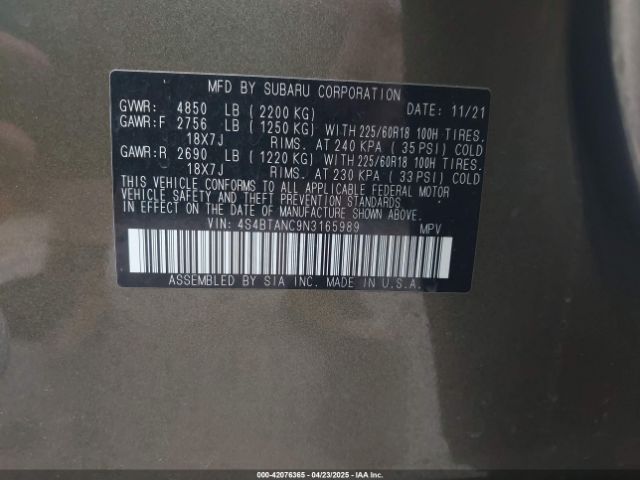 MFD BY SUBARU CORPORATION
GVWR: 4850 LB ( 2200 KG) DATE: 11/21
GAWR:F 2756 LB ( 1250 KG) WITH 225/60R18 100H TIRES.
18X7J RIMS. AT 240 KPA ( 35 PSI) COLD
GAWR:R 2690 LB ( 1220 KG) WITH 225/60R18 100H TIRES.
18X7J RIMS. AT 230 KPA ( 33 PSI) COLD
THIS VEHICLE CONFORMS TO ALL APPLICABLE FEDERAL MOTOR
VEHICLE SAFETY AND THEFT PREVENTION STANDARDS
IN EFFECT ON THE DATE OF MANUFACTURE SHOWN ABOVE.
VIN: 4S4BTANC9N3165989 MPV
ASSEMBLED BY SIA INC. MADE IN U.S.A.
000-42076365 - 04/23/2025 - IAAI.COM